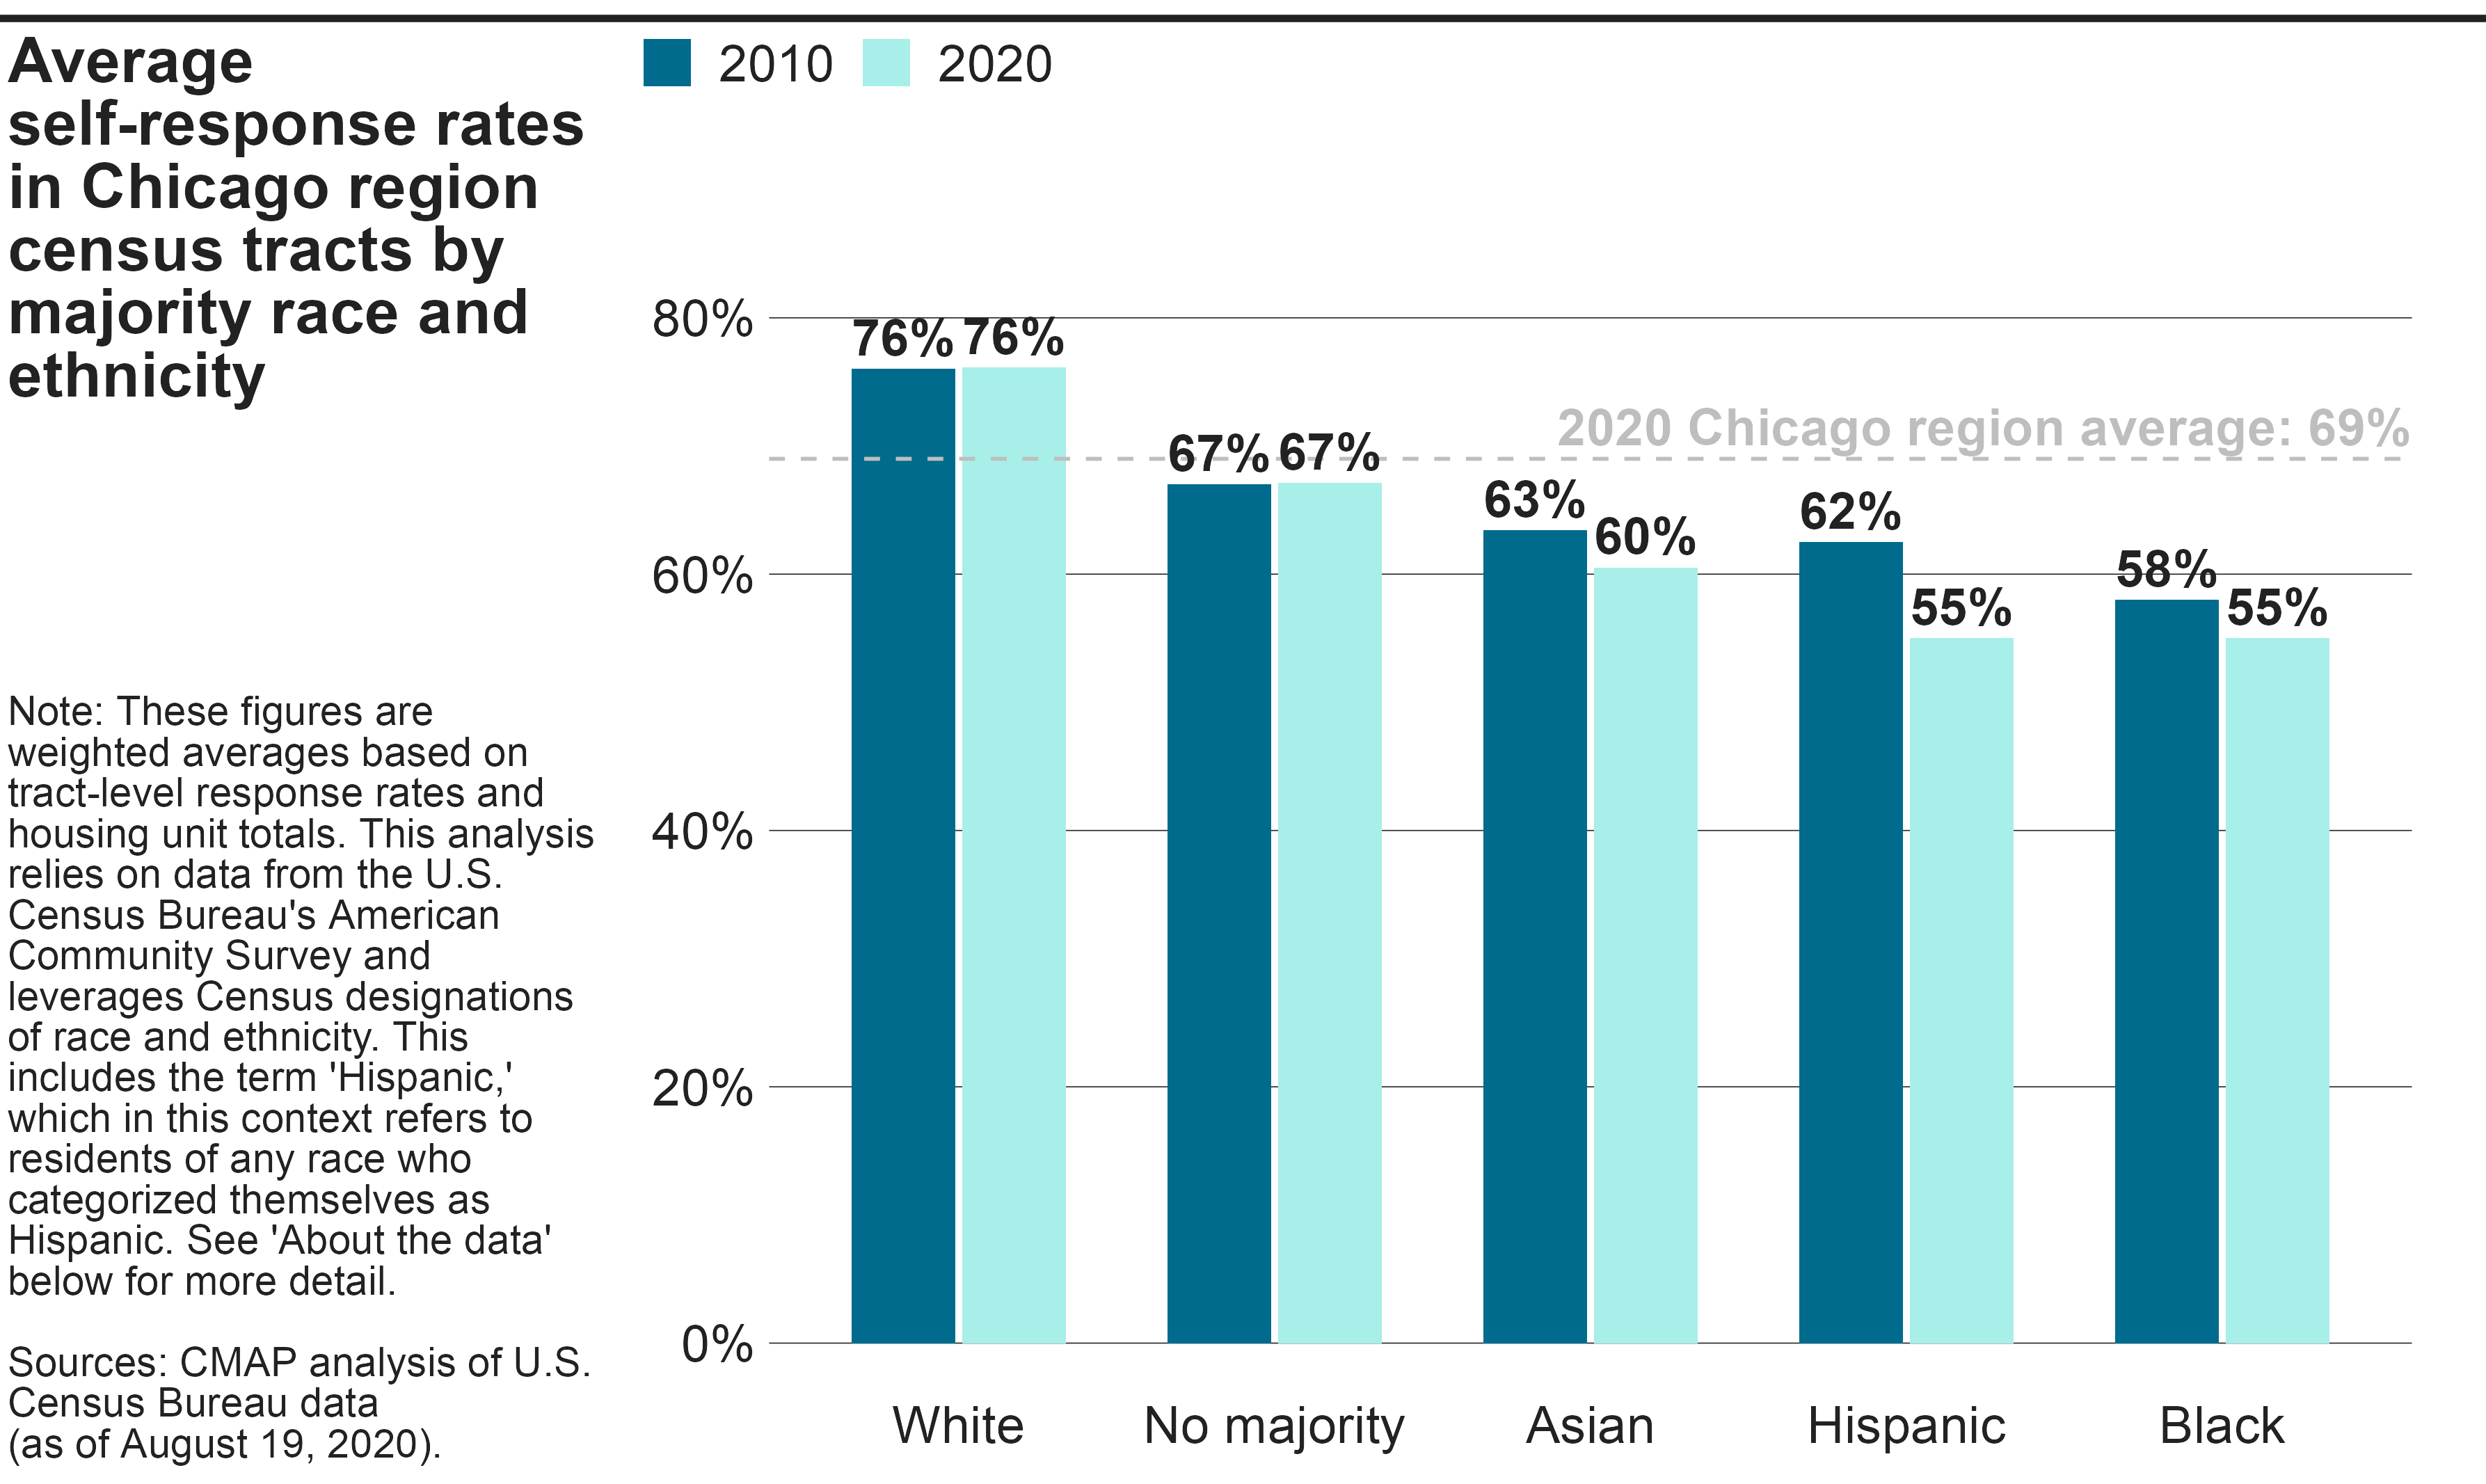 Average
self-response rates
in Chicago region
census tracts by
majority race and
ethnicity
2010 2020
80%
60%
40%
20%
0%
76% 76%
67% 67%
63% 60%
62% 55%
58% 55%
2020 Chicago region average: 69%
White No majority Asian Hispanic Black
Note: These figures are
weighted averages based on
tract-level response rates and
housing unit totals. This analysis
relies on data from the U.S.
Census Bureau's American
Community Survey and
leverages Census designations
of race and ethnicity. This
includes the term 'Hispanic,'
which in this context refers to
residents of any race who
categorized themselves as
Hispanic. See 'About the data'
below for more detail.
Sources: CMAP analysis of U.S.
Census Bureau data
(as of August 19, 2020).